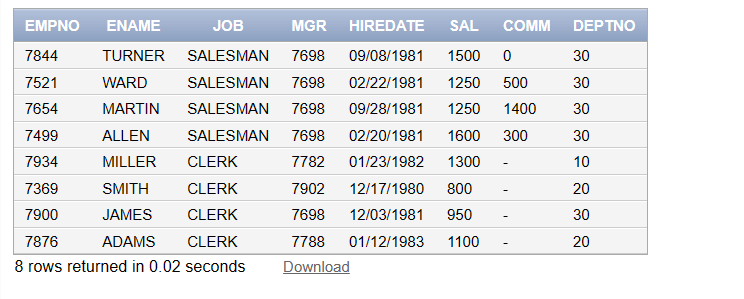 EMPNO ENAME JOB MGR HIREDATE SAL COMM DEPTNO
7844 TURNER SALESMAN 7698 09/08/1981 1500 0 30
7521 WARD SALESMAN 7698 02/22/1981 1250 500 30
7654 MARTIN SALESMAN 7698 09/28/1981 1250 1400 30
7499 ALLEN SALESMAN 7698 02/20/1981 1600 300 30
7934 MILLER CLERK 7782 01/23/1982 1300 - 10
7369 SMITH CLERK 7902 12/17/1980 800 - 20
7900 JAMES CLERK 7698 12/03/1981 950 - 30
7876 ADAMS CLERK 7788 01/12/1983 1100 - 20
8 rows returned in 0.02 seconds Download